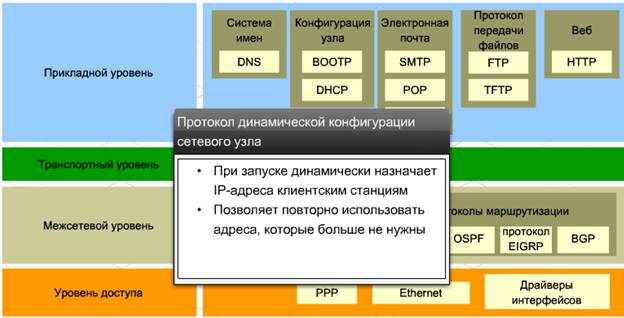 Прикладной уровень
Система
имен
DNS
Конфигурация
узла
BOOTP
DHCP
Электронная
почта
SMTP
POP
Протокол
передачи
файлов
FTP
TFTP
Веб
HTTP
Протокол динамической конфигурации
сетевого узла
• При запуске динамически назначает
IP-адреса клиентским станциям
• Позволяет повторно использовать
адреса, которые больше не нужны
Транспортный уровень
Межсетевой уровень
околы маршрутизации
OSPF
протокол
EIGRP
BGP
Уровень доступа
PPP
Ethernet
Драйверы
интерфейсов